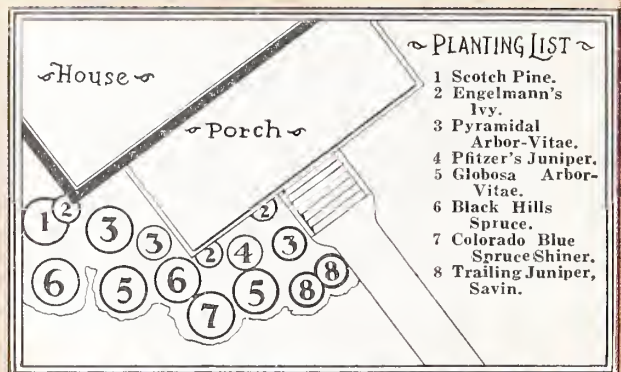 House
Porch
PLANTING LIST
1 Scotch Pine.
2 Engelmann's
Ivy.
3 Pyramidal
Arbor-Vitae.
4 Pfitzer's Juniper.
5 Globosa Arbor-
Vitae.
6 Black Hills
Spruce.
7 Colorado Blue
Spruce Shiner.
8 Trailing Juniper,
Savin.
1 2 3 3 2 4 3 2
6 5 6 7 5 8 8